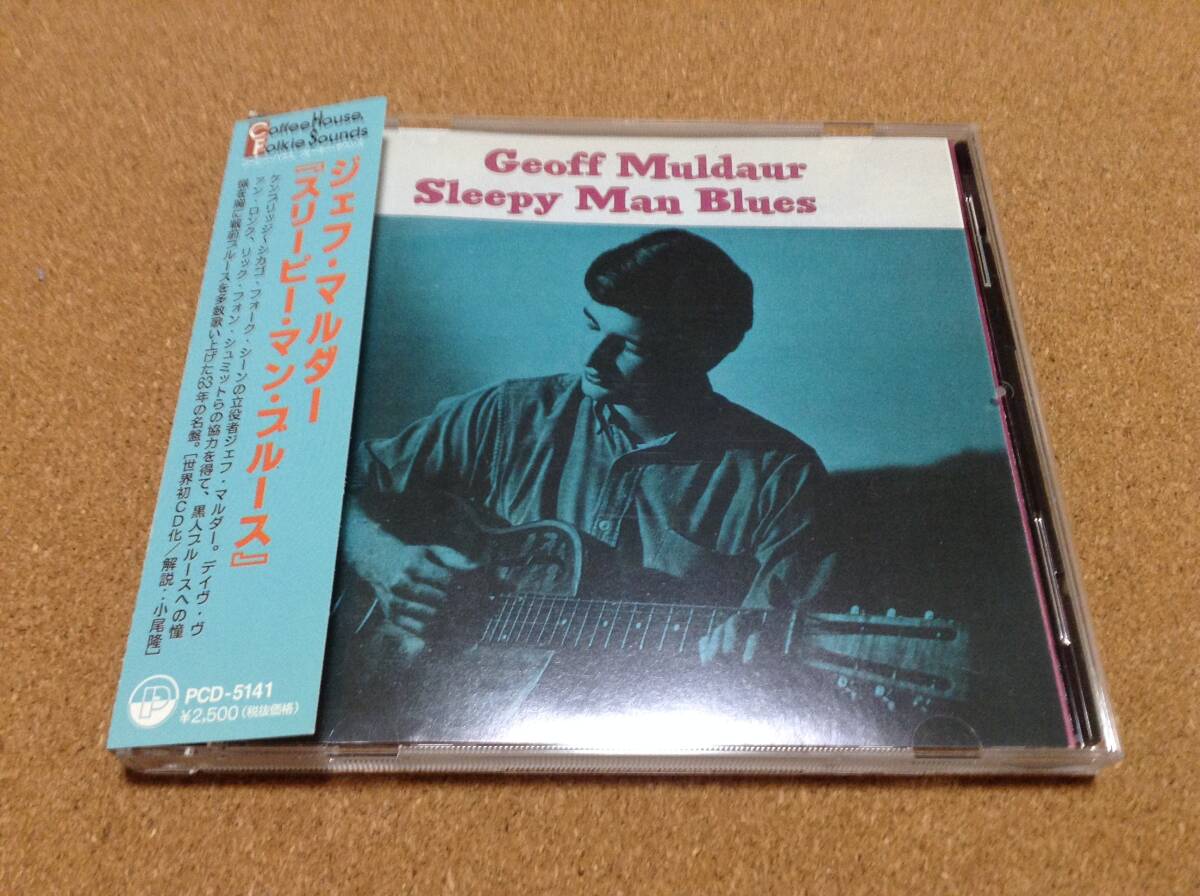 Coffee House
Folkie Sounds
ジェフ・マルダー
『スリーピー・マン・ブルース』
ケンブリッジ〜シカゴ・フォーク・シーンの立役者ジェフ・マルダー。デイヴ・ヴ
ァン・ロンク、リック・フォン・シュミットらの協力を得て、黒人ブルースへの憧
憬を胸に戦前ブルースを多数歌い上げた63年の名盤。[世界初CD化/解説:小尾隆]
PCD-5141
¥2,500(税抜価格)
Geoff Muldaur
Sleepy Man Blues